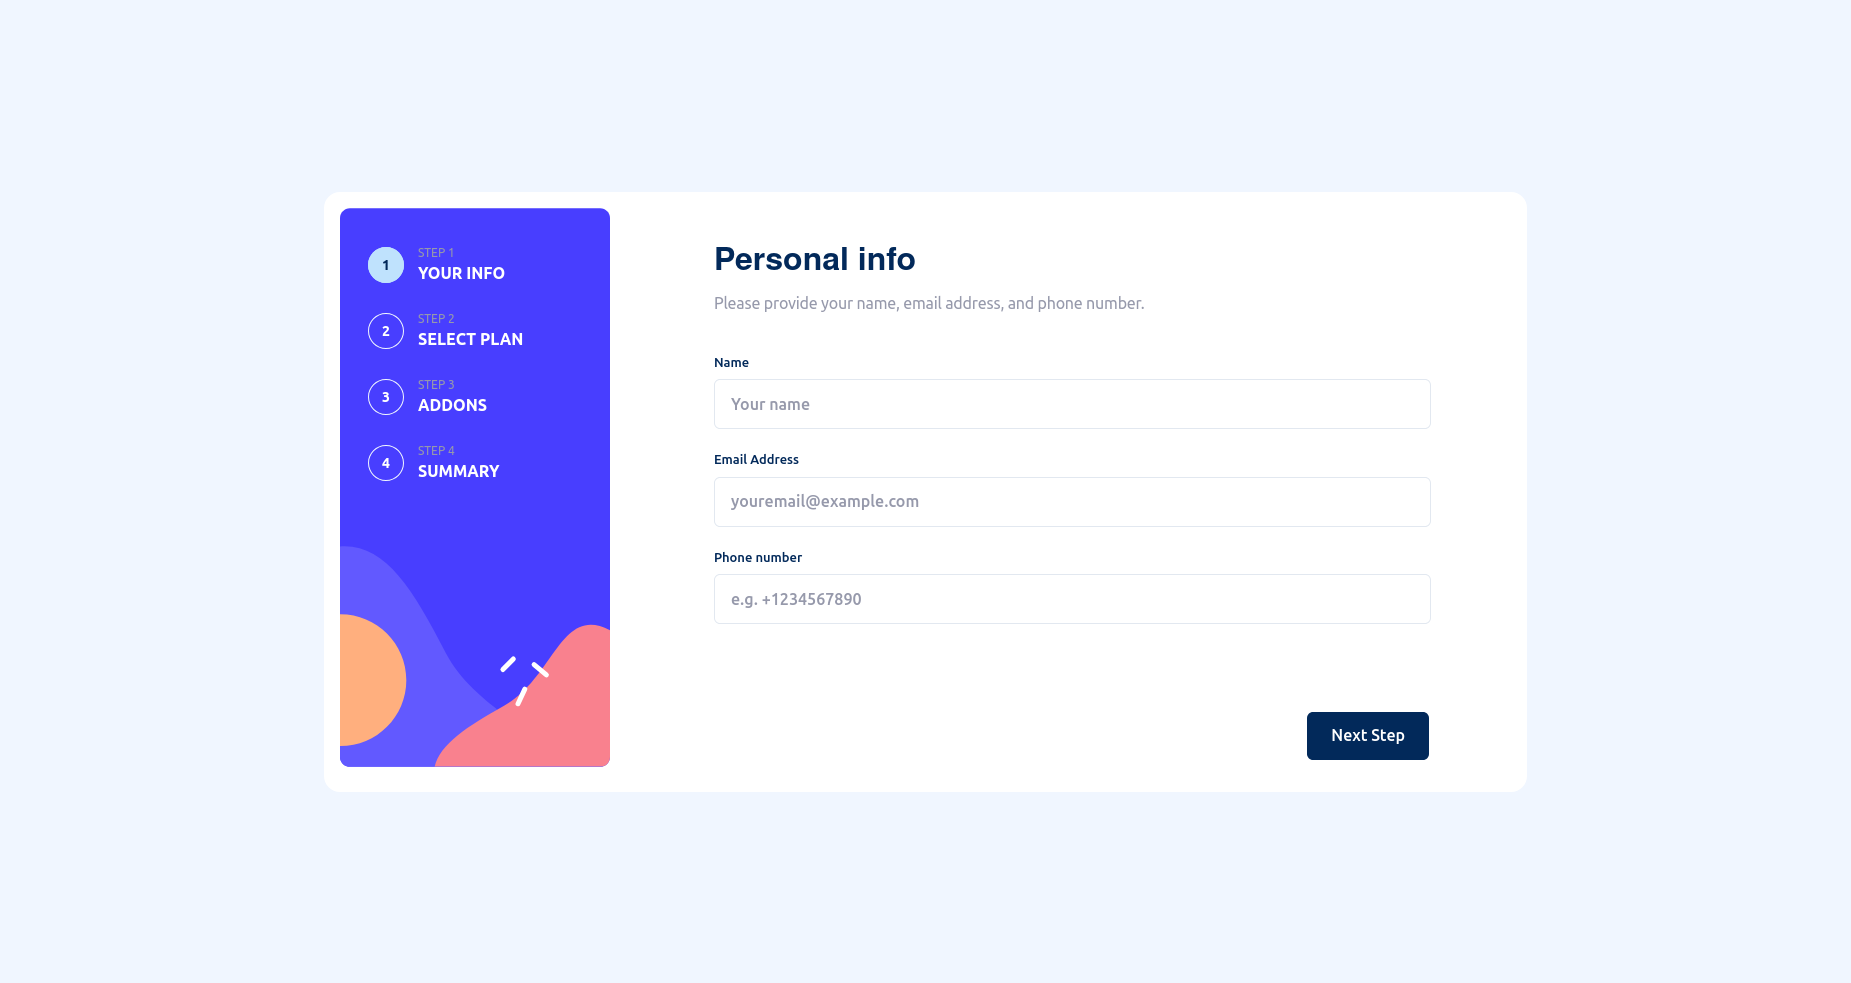 1
STEP 1
YOUR INFO
2
STEP 2
SELECT PLAN
3
STEP 3
ADDONS
4
STEP 4
SUMMARY
Personal info
Please provide your name, email address, and phone number.
Name
Your name
Email Address
youremail@example.com
Phone number
e.g. +1234567890
Next Step